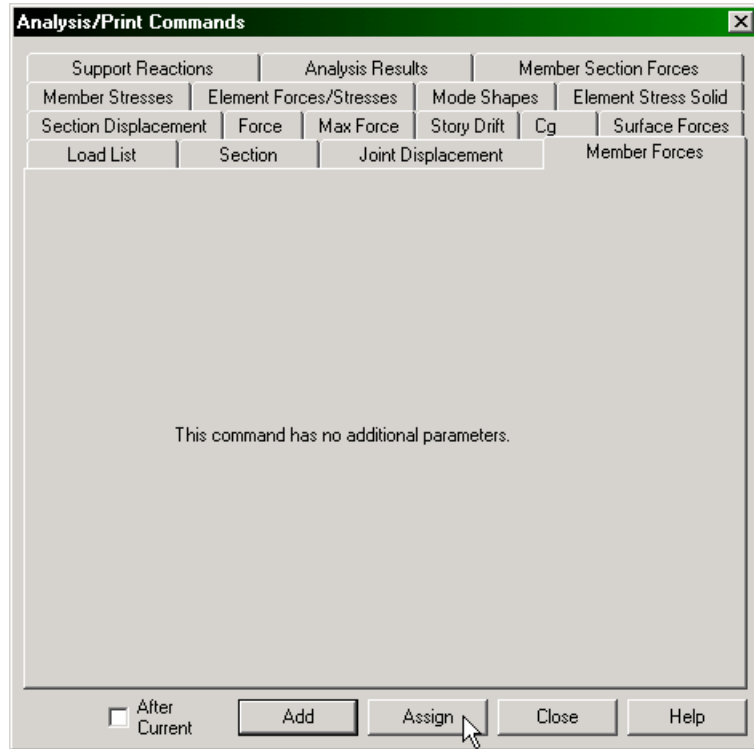 Analysis/Print Commands
Support Reactions Analysis Results Member Section Forces
Member Stresses Element Forces/Stresses Mode Shapes Element Stress Solid
Section Displacement Force Max Force Story Drift Cg Surface Forces
Load List Section Joint Displacement Member Forces
This command has no additional parameters.
After
Current
Add Assign Close Help